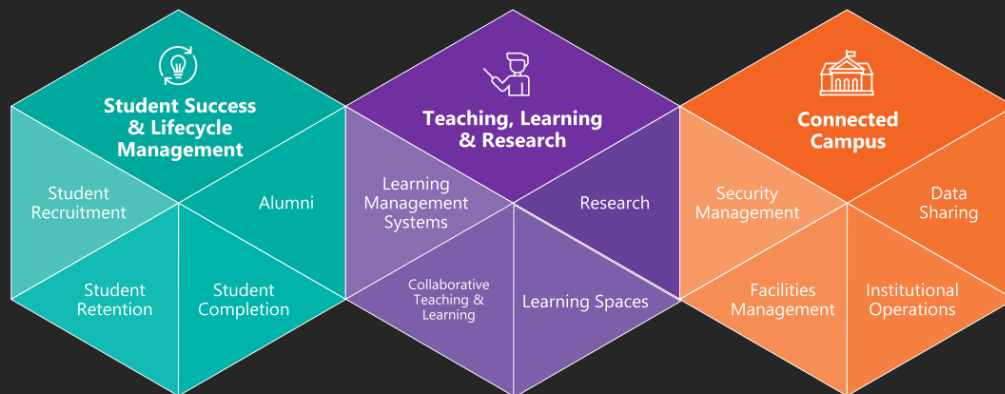 Student Success
& Lifecycle
Management
Student
Recruitment
Alumni
Student
Retention
Student
Completion
Teaching, Learning
& Research
Learning
Management
Systems
Research
Collaborative
Teaching &
Learning
Learning Spaces
Connected
Campus
Security
Management
Data
Sharing
Facilities
Management
Institutional
Operations